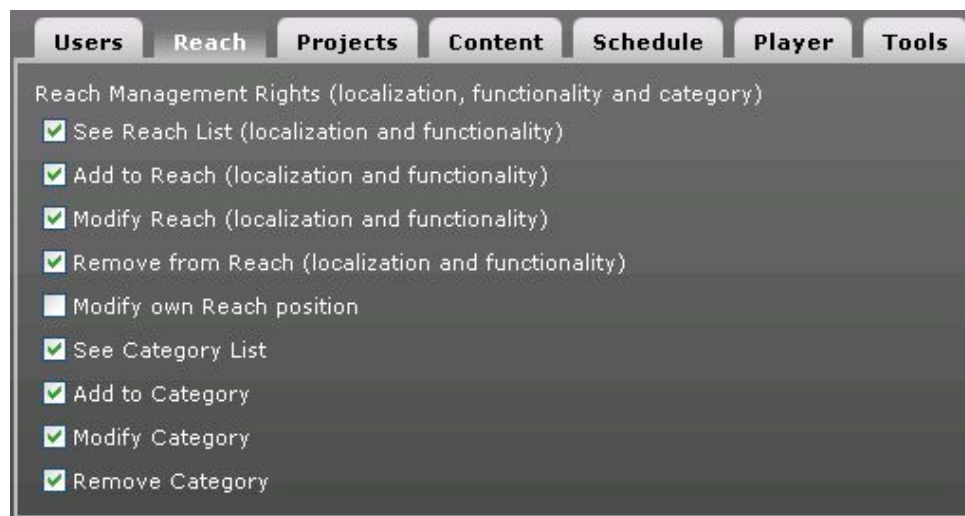 Users Reach Projects Content Schedule Player Tools
Reach Management Rights (localization, functionality and category)
See Reach List (localization and functionality)
Add to Reach (localization and functionality)
Modify Reach (localization and functionality)
Remove from Reach (localization and functionality)
Modify own Reach position
See Category List
Add to Category
Modify Category
Remove Category